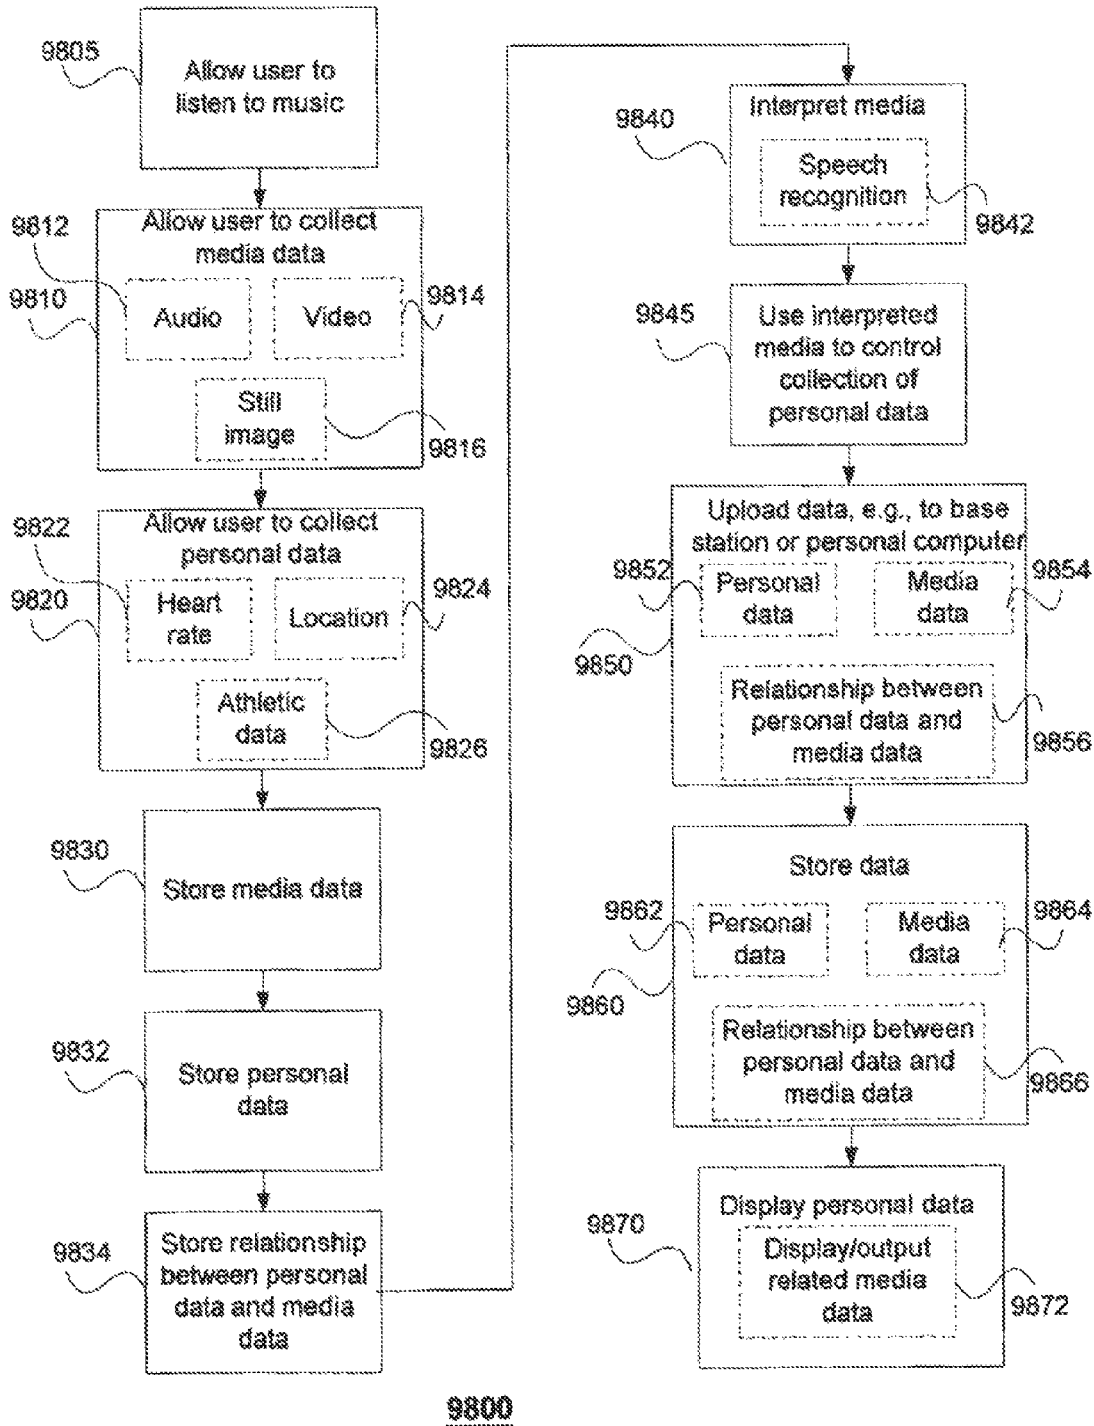 9805
Allow user to
listen to music
9812
9810
Allow user to collect
media data
Audio
Video
9814
Still
image
9816
9822
9820
Allow user to collect
personal data
Heart
rate
Location
9824
Athletic
data
9826
9830
Store media data
9832
Store personal
data
9834
Store relationship
between personal
data and media
data
9840
Interpret media
Speech
recognition
9842
9845
Use interpreted
media to control
collection of
personal data
Upload data, e.g., to base
station or personal computer
9852
Personal
data
Media
data
9854
9850
Relationship between
personal data and
media data
9856
Store data
9862
Personal
data
Media
data
9864
9860
Relationship between
personal data and
media data
9866
9870
Display personal data
Display/output
related media
data
9872
9800